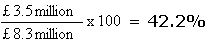 £ 3.5 million
£ 8.3 million
x 100 = 42.2%